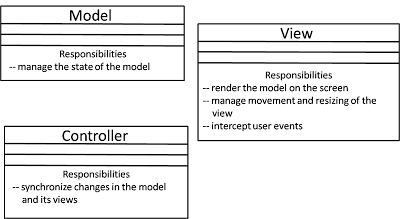 Model
Responsibilities
-- manage the state of the model
View
Responsibilities
-- render the model on the screen
-- manage movement and resizing of the
view
-- intercept user events
Controller
Responsibilities
-- synchronize changes in the model
and its views